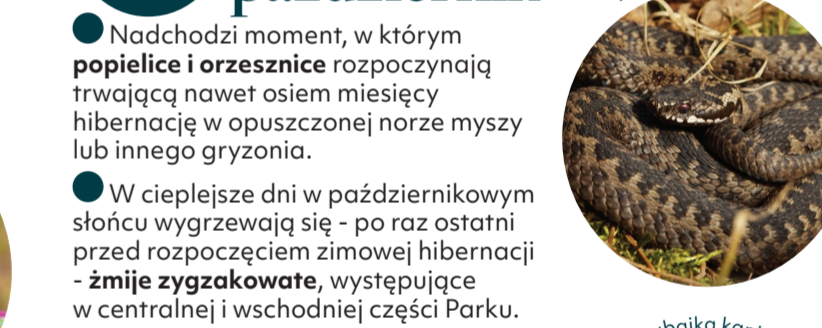 Nadchodzi moment, w którym
popielice i orzesznice rozpoczynają
trwającą nawet osiem miesięcy
hibernację w opuszczonej norze myszy
lub innego gryzonia.
W cieplejsze dni w październikowym
słońcu wygrzewają się - po raz ostatni
przed rozpoczęciem zimowej hibernacji
- żmije zygzakowate, występujące
w centralnej i wschodniej części Parku.